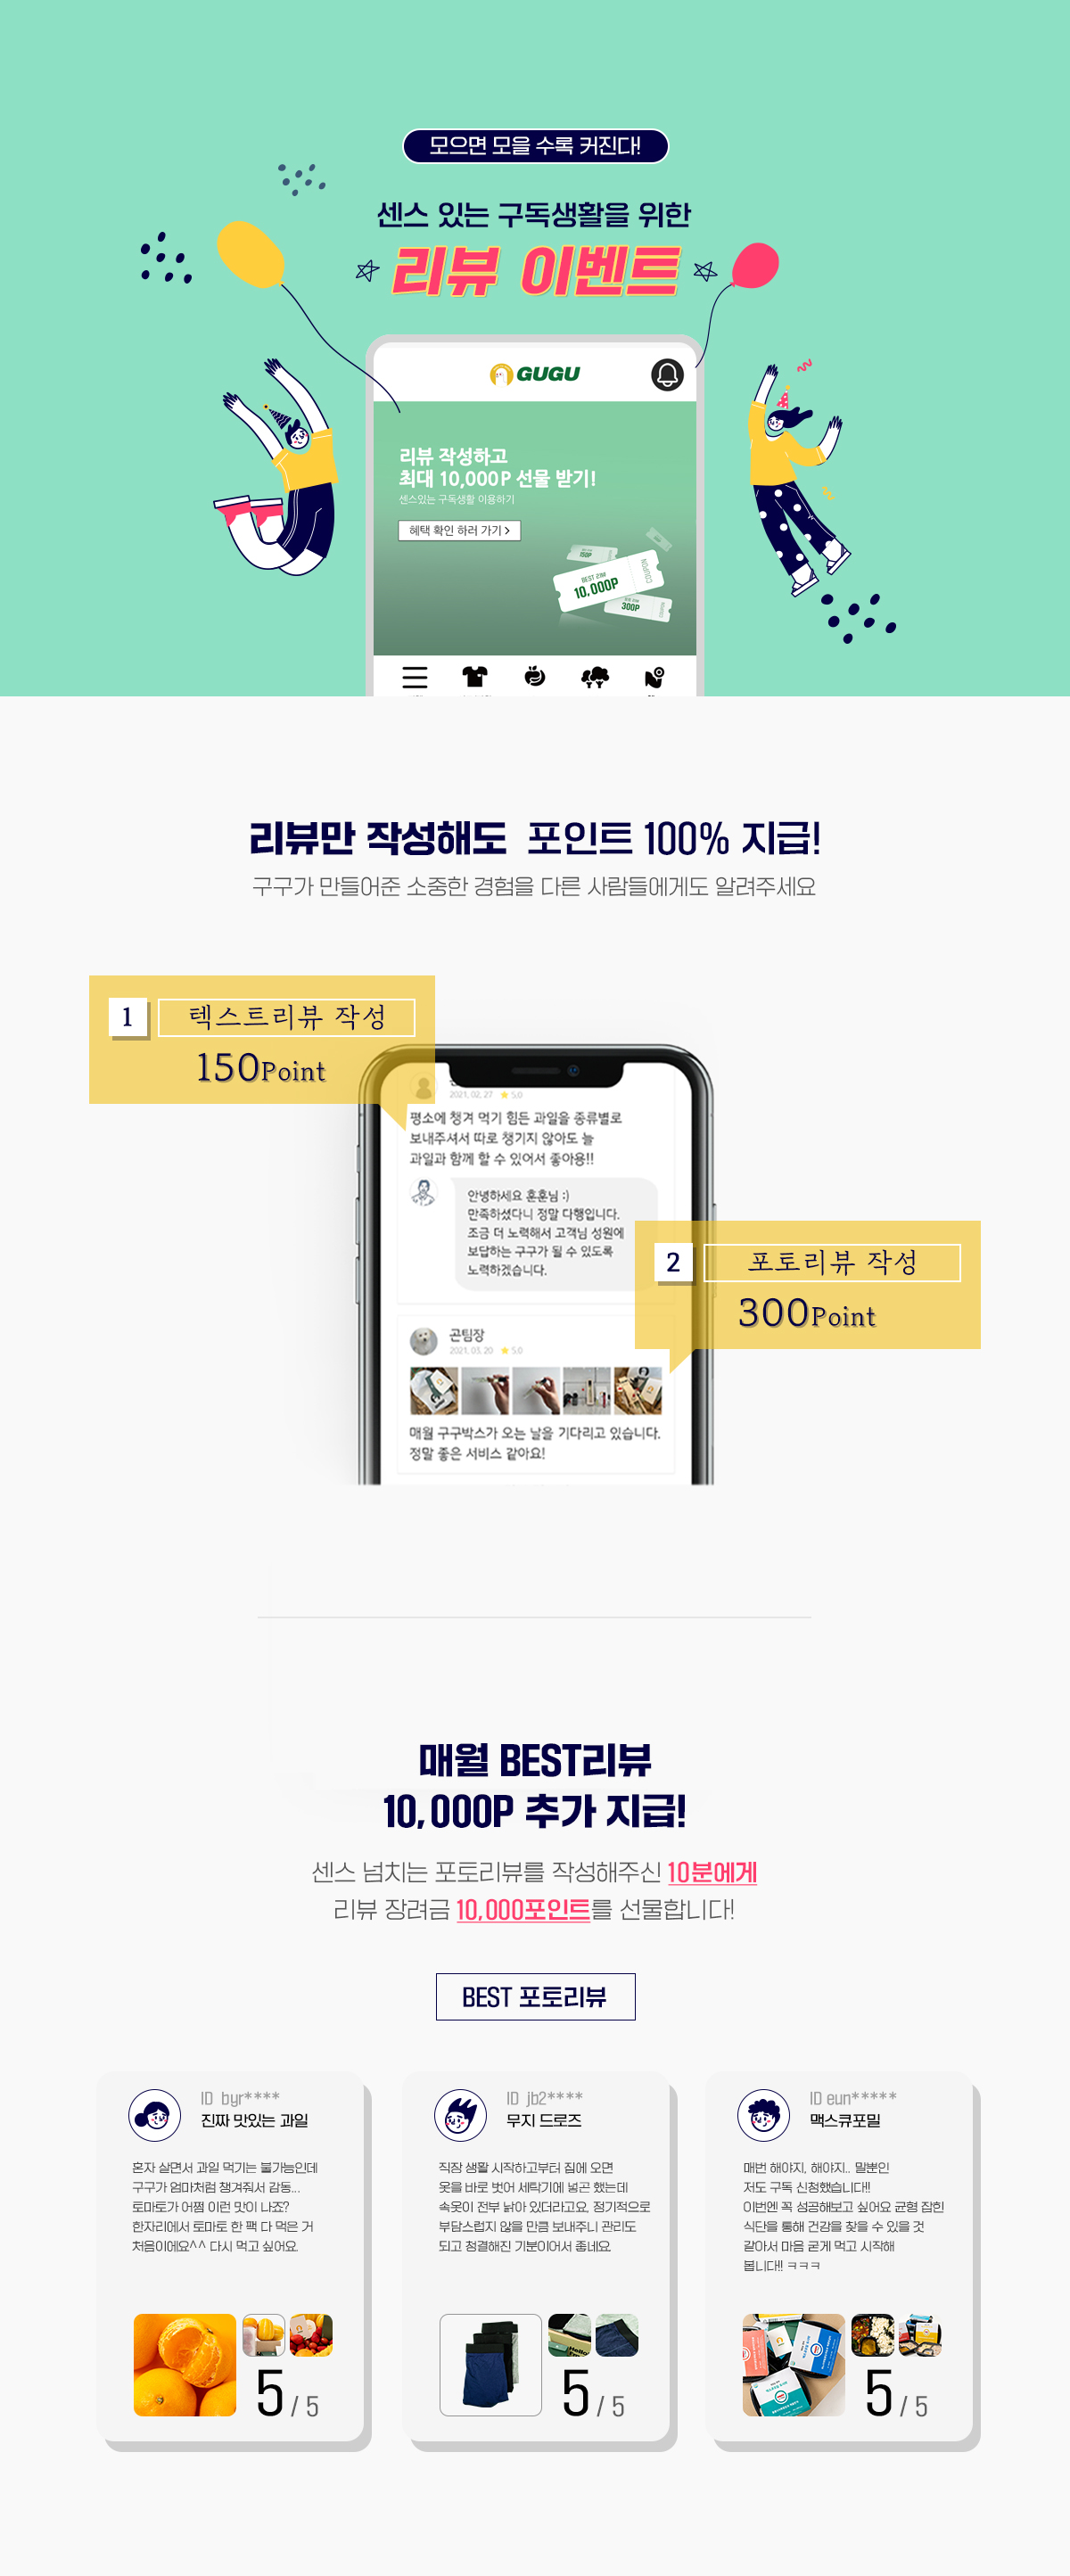 모으면 모을 수록 커진다!
센스 있는 구독생활을 위한
리뷰 이벤트
GUGU
리뷰 작성하고
최대 10,000P 선물 받기!
센스있는 구독생활 이용하기
혜택 확인 하러 가기 >
150P
BEST 리뷰
10,000P
COUPON
300P
리뷰만 작성해도 포인트 100% 지급!
구구가 만들어준 소중한 경험을 다른 사람들에게도 알려주세요
1 텍스트리뷰 작성
150Point
2021. 02. 27 ★ 5.0
평소에 챙겨 먹기 힘든 과일을 종류별로
보내주셔서 따로 챙기지 않아도 늘
과일과 함께 할 수 있어서 좋아용!!
안녕하세요 훈훈님 :)
만족하셨다니 정말 다행입니다.
조금 더 노력해서 고객님 성원에
보답하는 구구가 될 수 있도록
노력하겠습니다.
2 포토리뷰 작성
300Point
곤팀장
2021. 03. 20 ★ 5.0
매월 구구박스가 오는 날을 기다리고 있습니다.
정말 좋은 서비스 같아요!
매월 BEST리뷰
10,000P 추가 지급!
센스 넘치는 포토리뷰를 작성해주신 10분에게
리뷰 장려금 10,000포인트를 선물합니다!
BEST 포토리뷰
ID byr****
진짜 맛있는 과일
혼자 살면서 과일 먹기는 불가능인데
구구가 엄마처럼 챙겨줘서 감동...
토마토가 어쩜 이런 맛이 나죠?
한자리에서 토마토 한 팩 다 먹은 거
처음이에요^^ 다시 먹고 싶어요.
5 / 5
ID jb2****
무지 드로즈
직장 생활 시작하고부터 집에 오면
옷을 바로 벗어 세탁기에 넣곤 했는데
속옷이 전부 낡아 있더라고요. 정기적으로
부담스럽지 않을 만큼 보내주니 관리도
되고 청결해진 기분이어서 좋네요.
5 / 5
ID eun*****
맥스큐포밀
매번 해야지, 해야지.. 말뿐인
저도 구독 신청했습니다!!
이번엔 꼭 성공해보고 싶어요 균형 잡힌
식단을 통해 건강을 찾을 수 있을 것
같아서 마음 굳게 먹고 시작해
봅니다!! ㅋㅋㅋ
5 / 5